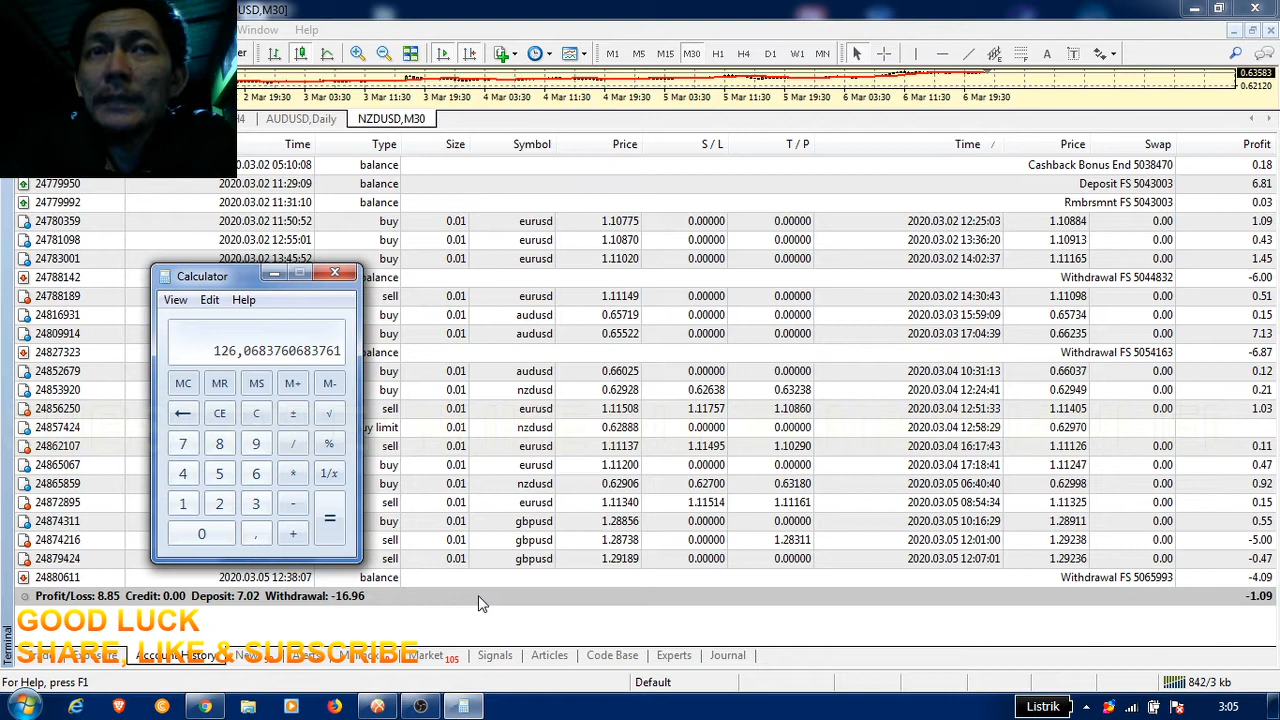 USD,M30]
Window Help
er M1 M5 M15 M30 H1 H4 D1 W1 MN A T
0.63583
0.62120
2 Mar 19:30 3 Mar 03:30 3 Mar 19:30 4 Mar 03:30 5 Mar 03:30 5 Mar 19:30 6 Mar 03:30 6 Mar 11:30 6 Mar 19:30
H4 AUDUSD,Daily NZDUSD,M30
Time Type Size Symbol Price S / L T / P Time / Price Swap Profit
2020.03.02 05:10:08 balance Cashback Bonus End 5038470 0.18
24779950 2020.03.02 11:29:09 balance Deposit FS 5043003 6.81
24779992 2020.03.02 11:31:10 balance Rmbrsmnt FS 5043003 0.03
24780359 2020.03.02 11:50:52 buy 0.01 eurusd 1.10775 0.00000 0.00000 2020.03.02 12:25:03 1.10884 0.00 1.09
24781098 2020.03.02 12:55:01 buy 0.01 eurusd 1.10870 0.00000 0.00000 2020.03.02 13:36:20 1.10913 0.00 0.43
24783001 2020.03.02 13:45:52 buy 0.01 eurusd 1.11020 0.00000 0.00000 2020.03.02 14:02:37 1.11165 0.00 1.45
24788142 balance Withdrawal FS 5044832 -6.00
24788189 sell 0.01 eurusd 1.11149 0.00000 0.00000 2020.03.02 14:30:43 1.11098 0.00 0.51
24816931 buy 0.01 audusd 0.65719 0.00000 0.00000 2020.03.03 15:59:09 0.65734 0.00 0.15
24809914 buy 0.01 audusd 0.65522 0.00000 0.00000 2020.03.03 17:04:39 0.66235 0.00 7.13
24827323 balance Withdrawal FS 5054163 -6.87
24852679 buy 0.01 audusd 0.66025 0.00000 0.00000 2020.03.04 10:31:13 0.66037 0.00 0.12
24853920 buy 0.01 nzdusd 0.62928 0.62638 0.63238 2020.03.04 12:24:41 0.62949 0.00 0.21
24856250 sell 0.01 eurusd 1.11508 1.11757 1.10860 2020.03.04 12:51:33 1.11405 0.00 1.03
24857424 uy limit 0.01 nzdusd 0.62888 0.00000 0.00000 2020.03.04 12:58:29 0.62970
24862107 sell 0.01 eurusd 1.11137 1.11495 1.10290 2020.03.04 16:17:43 1.11126 0.00 0.11
24865067 buy 0.01 eurusd 1.11200 0.00000 0.00000 2020.03.04 17:18:41 1.11247 0.00 0.47
24865859 buy 0.01 nzdusd 0.62906 0.62700 0.63180 2020.03.05 06:40:40 0.62998 0.00 0.92
24872895 sell 0.01 eurusd 1.11340 1.11514 1.11161 2020.03.05 08:54:34 1.11325 0.00 0.15
24874311 buy 0.01 gbpusd 1.28856 0.00000 0.00000 2020.03.05 10:16:29 1.28911 0.00 0.55
24874216 sell 0.01 gbpusd 1.28738 0.00000 1.28311 2020.03.05 12:01:00 1.29238 0.00 -5.00
24879424 sell 0.01 gbpusd 1.29189 0.00000 0.00000 2020.03.05 12:07:01 1.29236 0.00 -0.47
24880611 2020.03.05 12:38:07 balance Withdrawal FS 5065993 -4.09
Profit/Loss: 8.85 Credit: 0.00 Deposit: 7.02 Withdrawal: -16.96 -1.09
Calculator
View Edit Help
126,0683760683761
MC MR MS M+ M-
← CE C ± √
7 8 9 / %
4 5 6 * 1/x
1 2 3 - =
0 , +
GOOD LUCK
SHARE, LIKE & SUBSCRIBE
Terminal
Account History Market 105 Signals Articles Code Base Experts Journal
For Help, press F1 Default 842/3 kb
Listrik 3:05